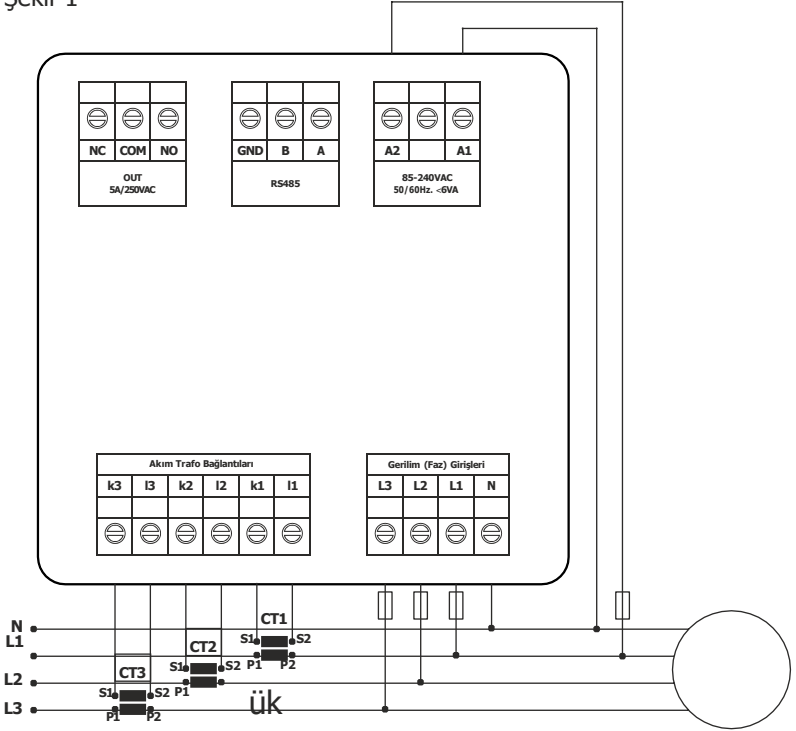 Şekil 1
NC COM NO
OUT
5A/250VAC
GND B A
RS485
A2 A1
85-240VAC
50/60Hz. <6VA
Akım Trafo Bağlantıları
k3 l3 k2 l2 k1 l1
Gerilim (Faz) Girişleri
L3 L2 L1 N
N
L1
L2
L3
CT1
S1 S2
P1 P2
CT2
S1 S2
P1
CT3
S1 S2
P1 P2
ük